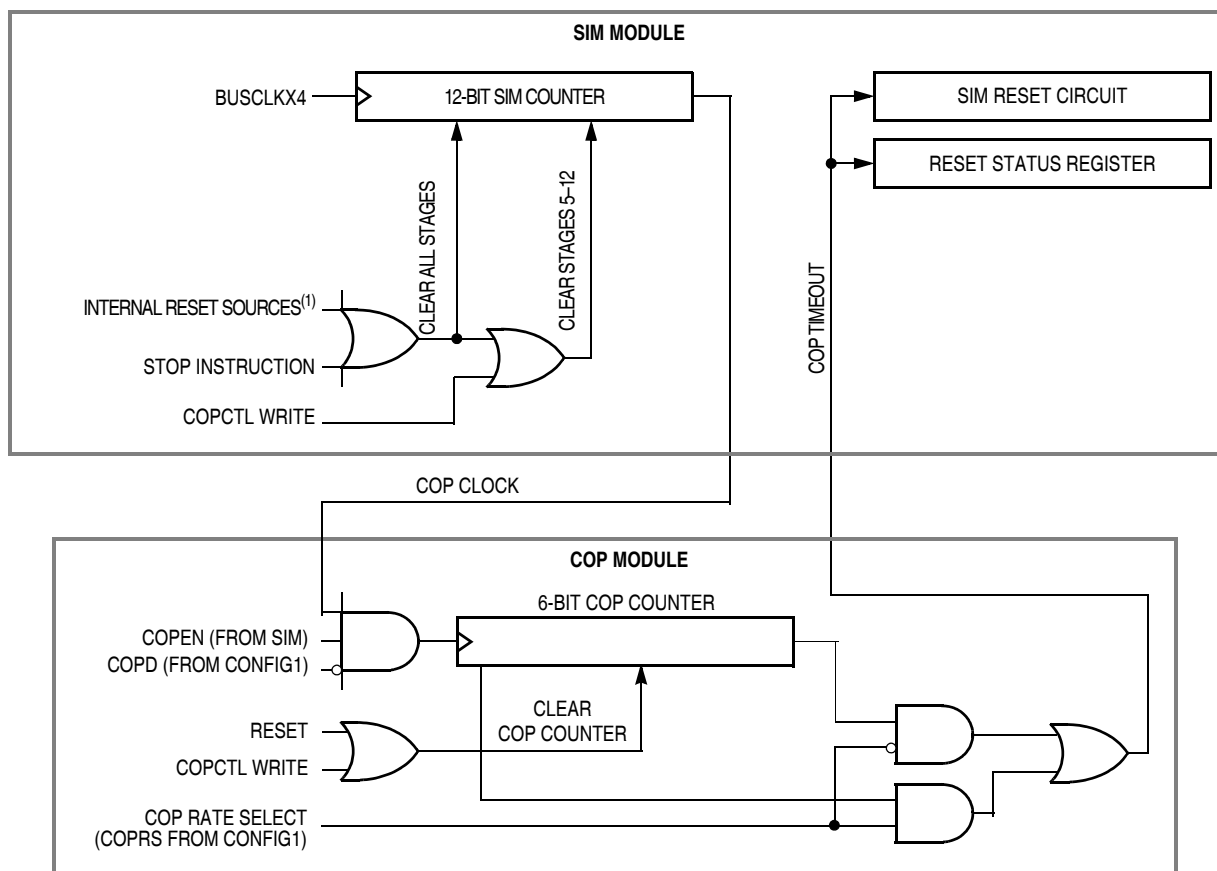 SIM MODULE
BUSCLKX4
12-BIT SIM COUNTER
SIM RESET CIRCUIT
RESET STATUS REGISTER
CLEAR ALL STAGES
CLEAR STAGES 5–12
INTERNAL RESET SOURCES(1)
STOP INSTRUCTION
COPCTL WRITE
COP TIMEOUT
COP CLOCK
COP MODULE
6-BIT COP COUNTER
COPEN (FROM SIM)
COPD (FROM CONFIG1)
CLEAR
COP COUNTER
RESET
COPCTL WRITE
COP RATE SELECT
(COPRS FROM CONFIG1)